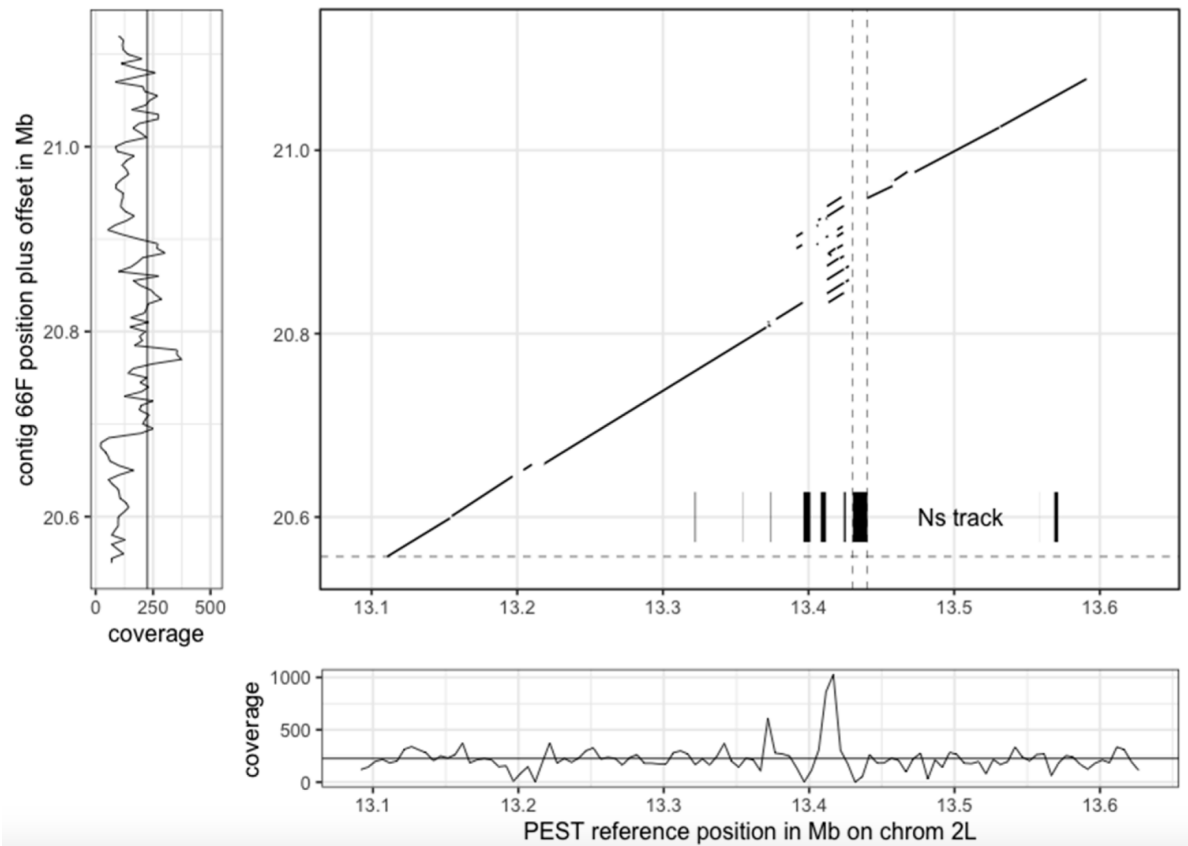 contig 66F position plus offset in Mb
21.0
20.8
20.6
0 250 500
coverage
21.0
20.8
20.6
Ns track
13.1 13.2 13.3 13.4 13.5 13.6
coverage
1000
500
0
13.1 13.2 13.3 13.4 13.5 13.6
PEST reference position in Mb on chrom 2L